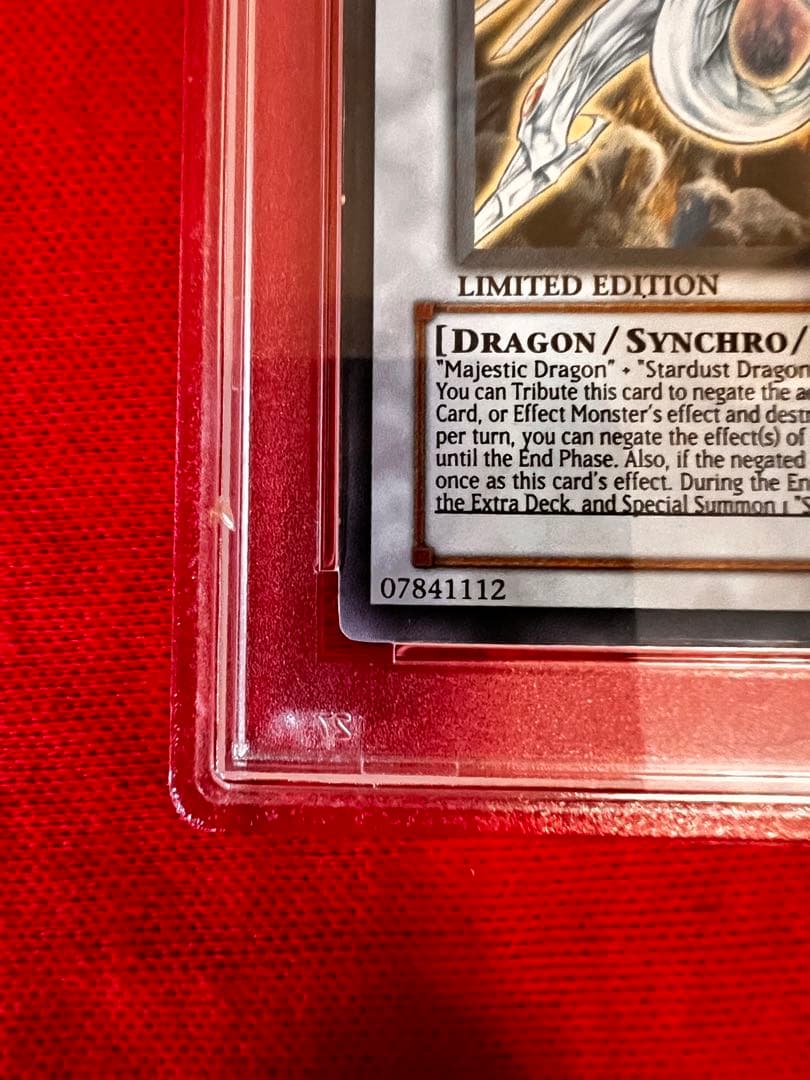 LIMITED EDITION
[DRAGON/SYNCHRO/
"Majestic Dragon" + "Stardust Dragon
You can Tribute this card to negate the a
Card, or Effect Monster's effect and dest
per turn, you can negate the effect(s) of
until the End Phase. Also, if the negated
once as this card's effect. During the En
the Extra Deck, and Special Summon 1 "S
07841112